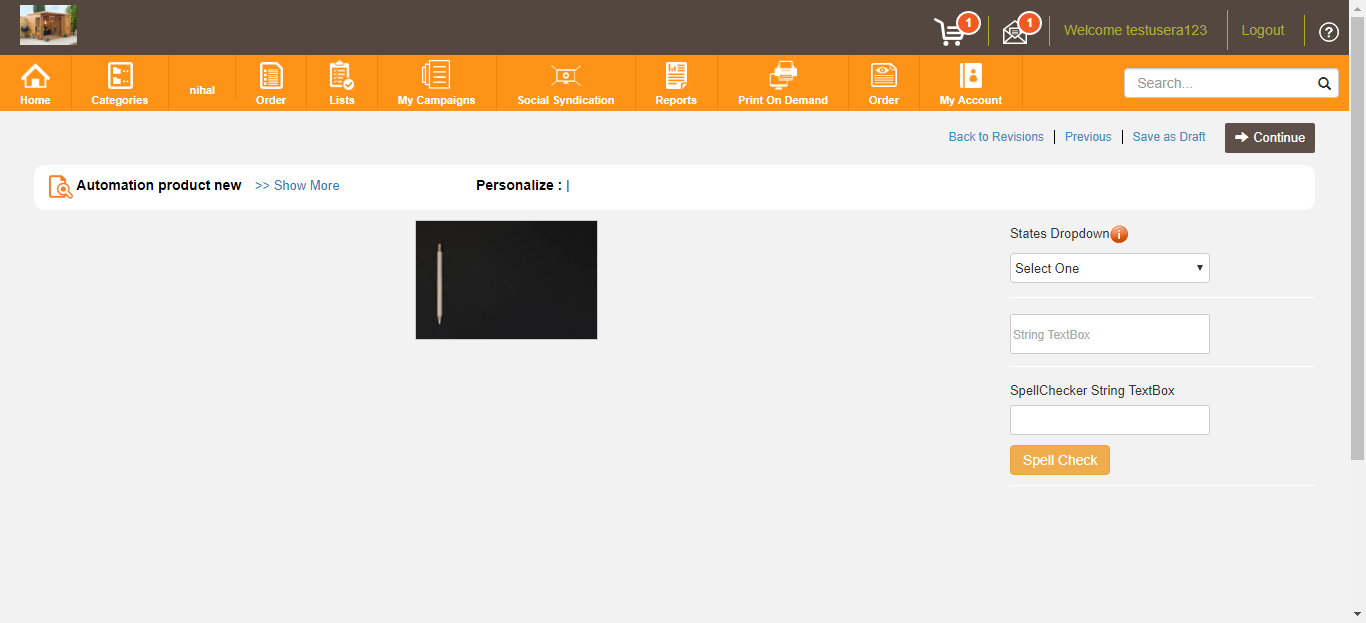 1
1
Welcome testusera123
Logout
?
Home
Categories
nihal
Order
Lists
My Campaigns
Social Syndication
Reports
Print On Demand
Order
My Account
Search...
Back to Revisions | Previous | Save as Draft
Continue
Automation product new >> Show More
Personalize : |
States Dropdown
i
Select One
String TextBox
SpellChecker String TextBox
Spell Check